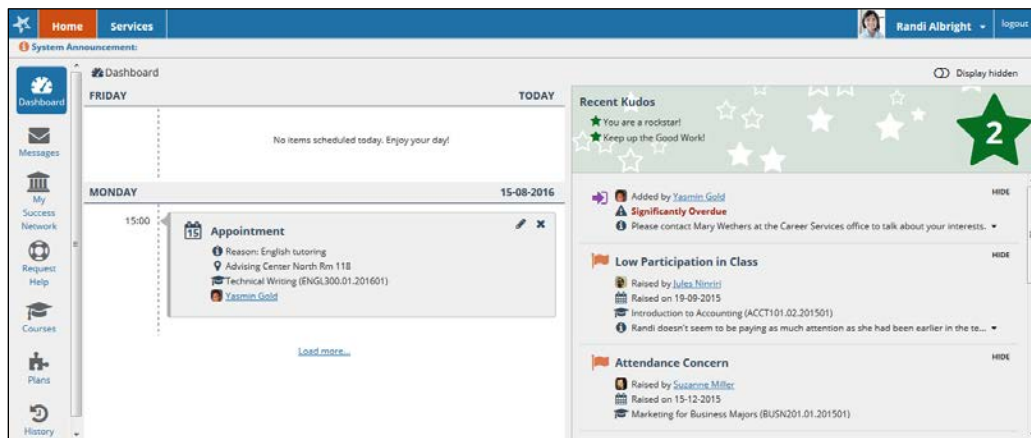 Home Services Randi Albright logout
System Announcement:
Dashboard
Messages
My
Success
Network
Request
Help
Courses
Plans
History
Dashboard
FRIDAY TODAY
No items scheduled today. Enjoy your day!
MONDAY 15-08-2016
15:00
15 Appointment
Reason: English tutoring
Advising Center North Rm 118
Technical Writing (ENGL300.01.201601)
Yasmin Gold
Load more...
Display hidden
Recent Kudos
You are a rockstar!
Keep up the Good Work!
2
Added by Yasmin Gold HIDE
Significantly Overdue
Please contact Mary Wethers at the Career Services office to talk about your interests.
Low Participation in Class HIDE
Raised by Jules Ninriri
Raised on 19-09-2015
Introduction to Accounting (ACCT101.02.201501)
Randi doesn't seem to be paying as much attention as she had been earlier in the te...
Attendance Concern HIDE
Raised by Suzanne Miller
Raised on 15-12-2015
Marketing for Business Majors (BUSN201.01.201501)